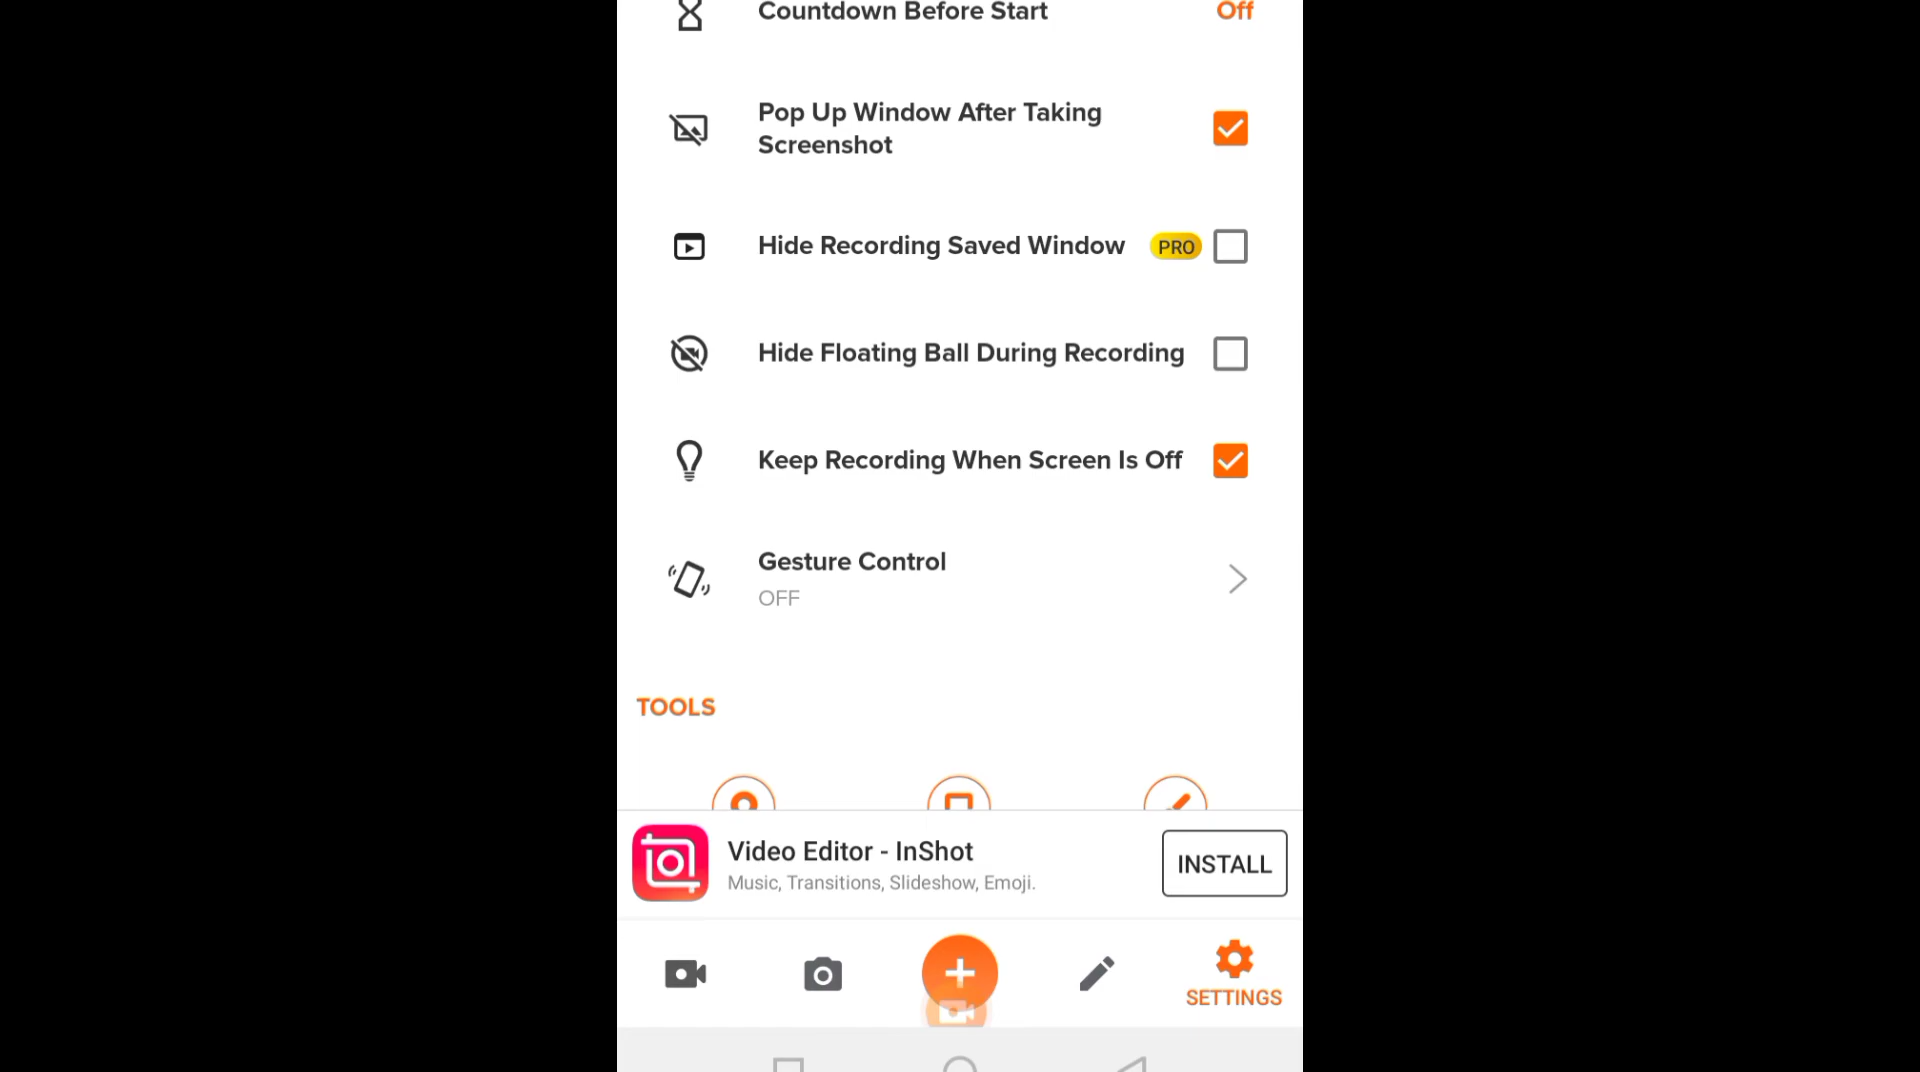 Countdown Before Start Off
Pop Up Window After Taking
Screenshot
Hide Recording Saved Window PRO
Hide Floating Ball During Recording
Keep Recording When Screen Is Off
Gesture Control
OFF
TOOLS
Video Editor - InShot
Music, Transitions, Slideshow, Emoji.
INSTALL
SETTINGS